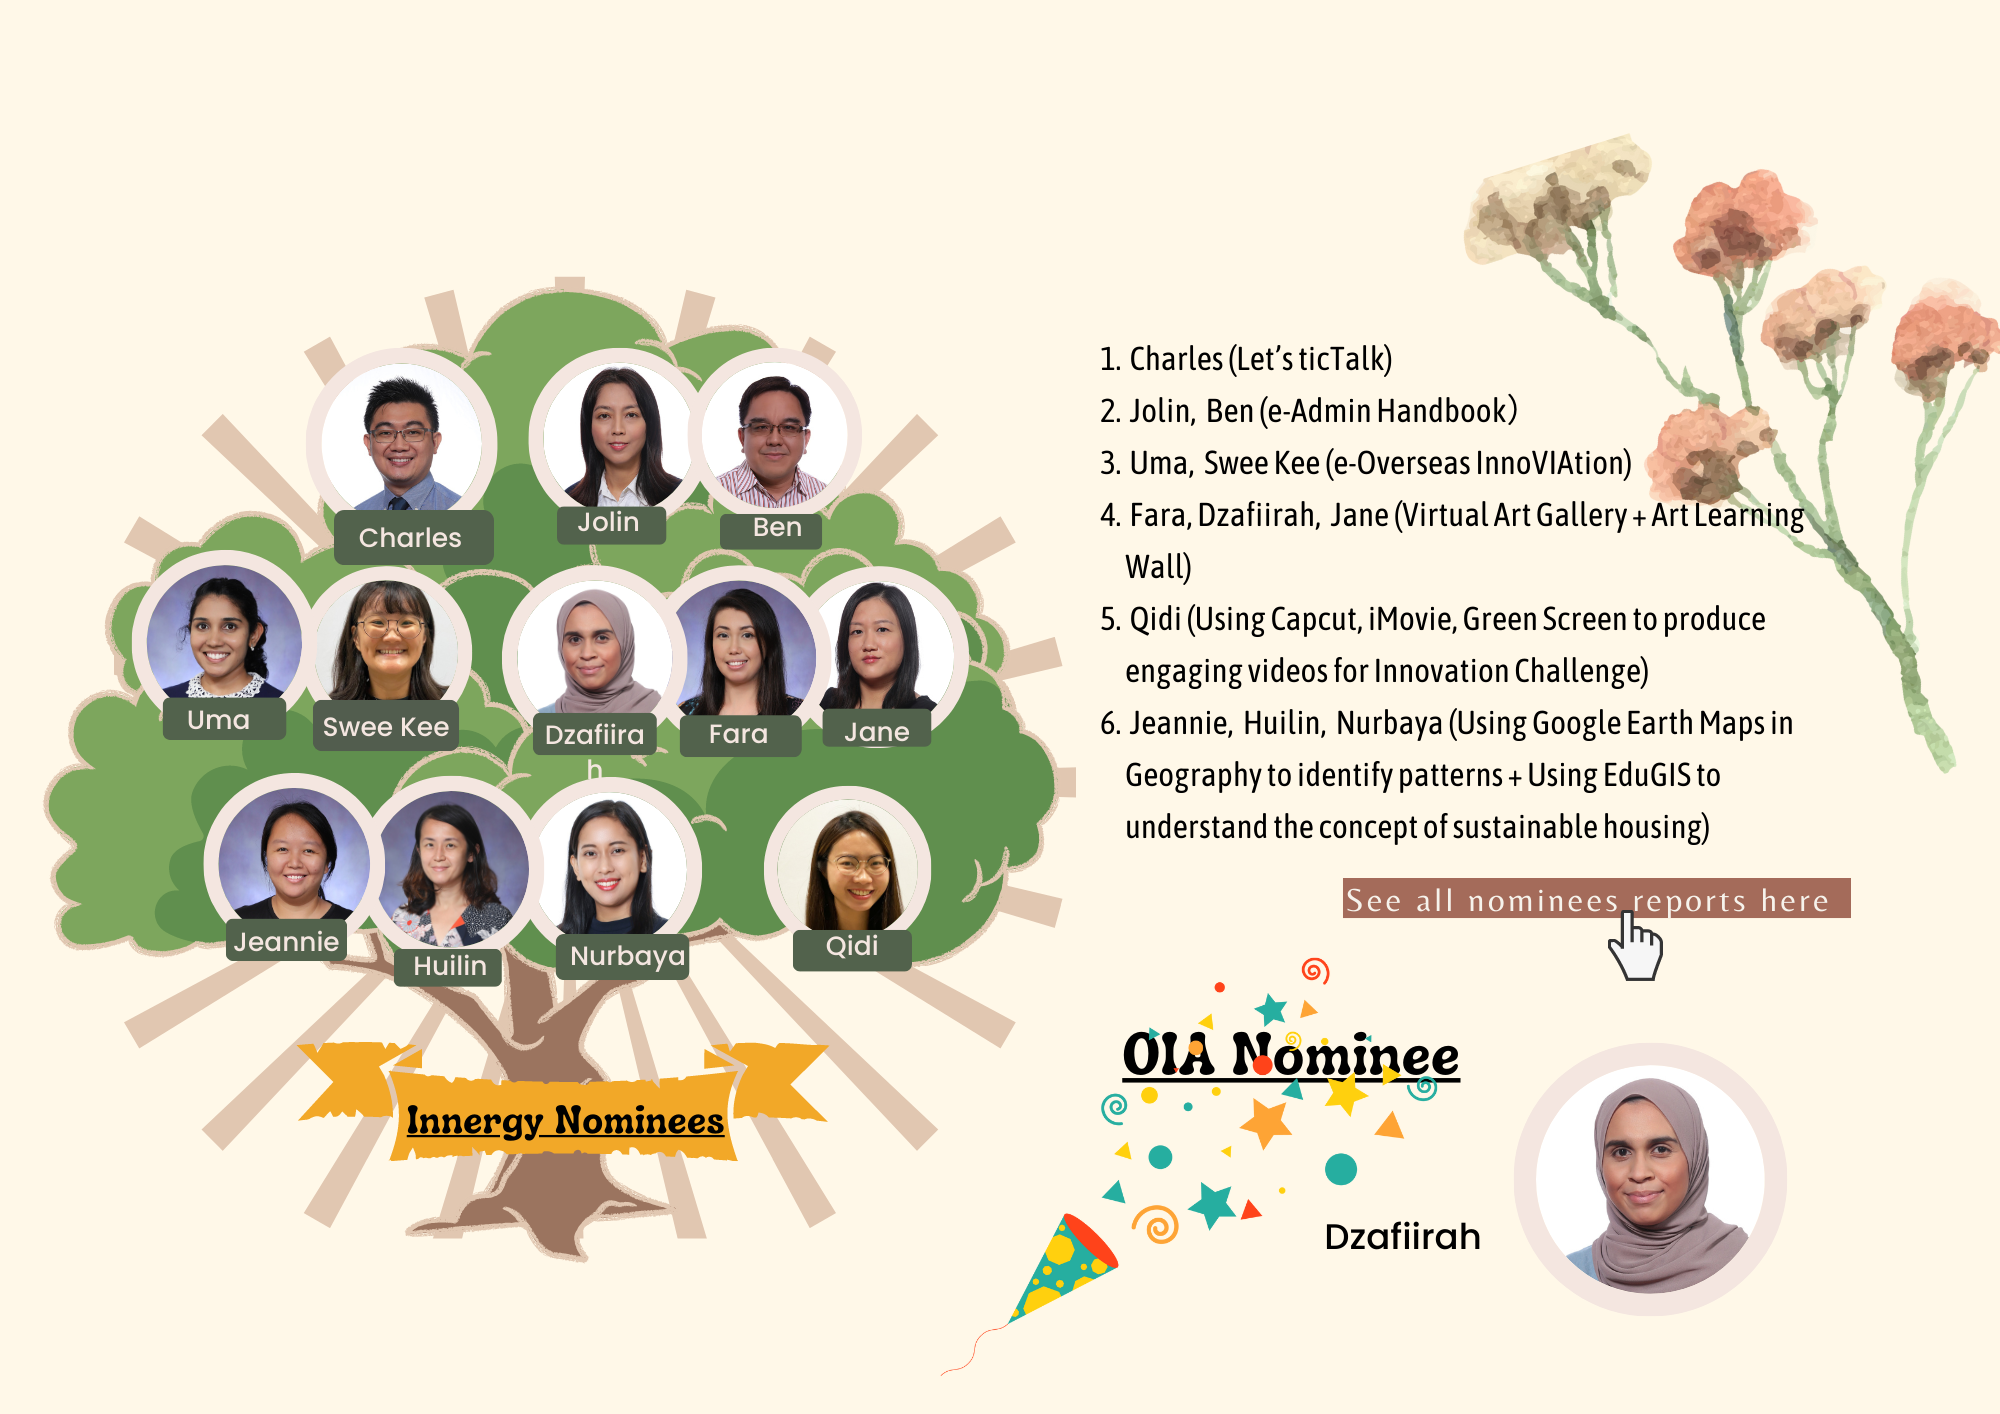 Charles
Jolin
Ben
Uma
Swee Kee
Dzafiira
h
Fara
Jane
Jeannie
Huilin
Nurbaya
Qidi
Innergy Nominees
1. Charles (Let’s ticTalk)
2. Jolin, Ben (e-Admin Handbook)
3. Uma, Swee Kee (e-Overseas InnoVIAtion)
4. Fara, Dzafiirah, Jane (Virtual Art Gallery + Art Learning
Wall)
5. Qidi (Using Capcut, iMovie, Green Screen to produce
engaging videos for Innovation Challenge)
6. Jeannie, Huilin, Nurbaya (Using Google Earth Maps in
Geography to identify patterns + Using EduGIS to
understand the concept of sustainable housing)
See all nominees reports here
OIA Nominee
Dzafiirah